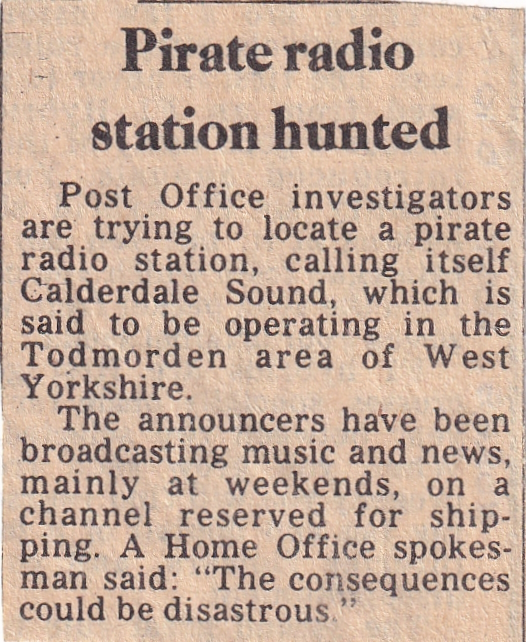 Pirate radio
station hunted
Post Office investigators
are trying to locate a pirate
radio station, calling itself
Calderdale Sound, which is
said to be operating in the
Todmorden area of West
Yorkshire.
The announcers have been
broadcasting music and news,
mainly at weekends, on a
channel reserved for ship-
ping. A Home Office spokes-
man said: “The consequences
could be disastrous.”